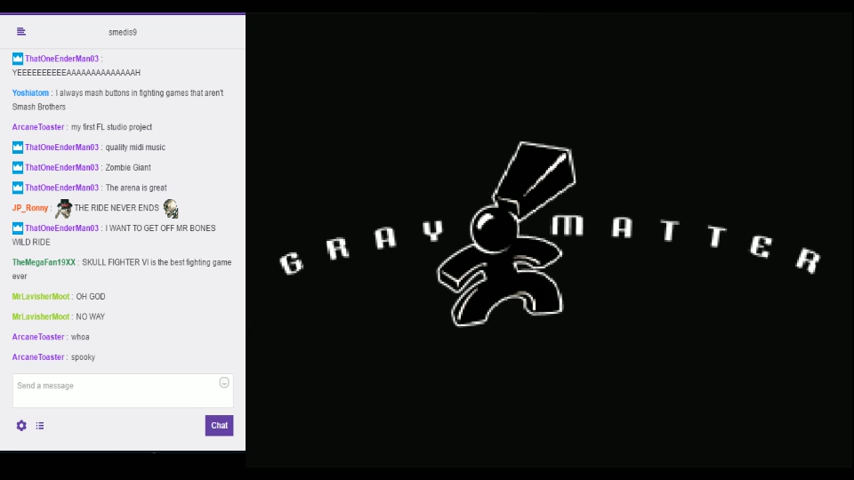 smedis9
ThatOneEnderMan03 :
YEEEEEEEEEEAAAAAAAAAAAAAAH
Yoshiatom : I always mash buttons in fighting games that aren't
Smash Brothers
ArcaneToaster : my first FL studio project
ThatOneEnderMan03 : quality midi music
ThatOneEnderMan03 : Zombie Giant
ThatOneEnderMan03 : The arena is great
JP_Ronny : THE RIDE NEVER ENDS
ThatOneEnderMan03 : I WANT TO GET OFF MR BONES
WILD RIDE
TheMegaFan19XX : SKULL FIGHTER VI is the best fighting game
ever
MrLavisherMoot : OH GOD
MrLavisherMoot : NO WAY
ArcaneToaster : whoa
ArcaneToaster : spooky
Send a message
Chat
GRAY MATTER